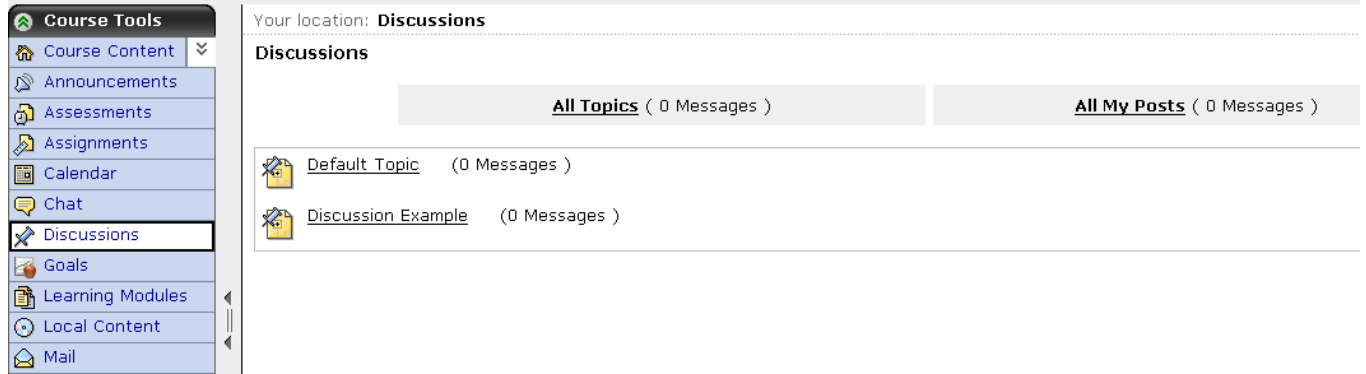 Course Tools
Course Content
Announcements
Assessments
Assignments
Calendar
Chat
Discussions
Goals
Learning Modules
Local Content
Mail
Your location: Discussions
Discussions
All Topics ( 0 Messages )
All My Posts ( 0 Messages )
Default Topic (0 Messages )
Discussion Example (0 Messages )